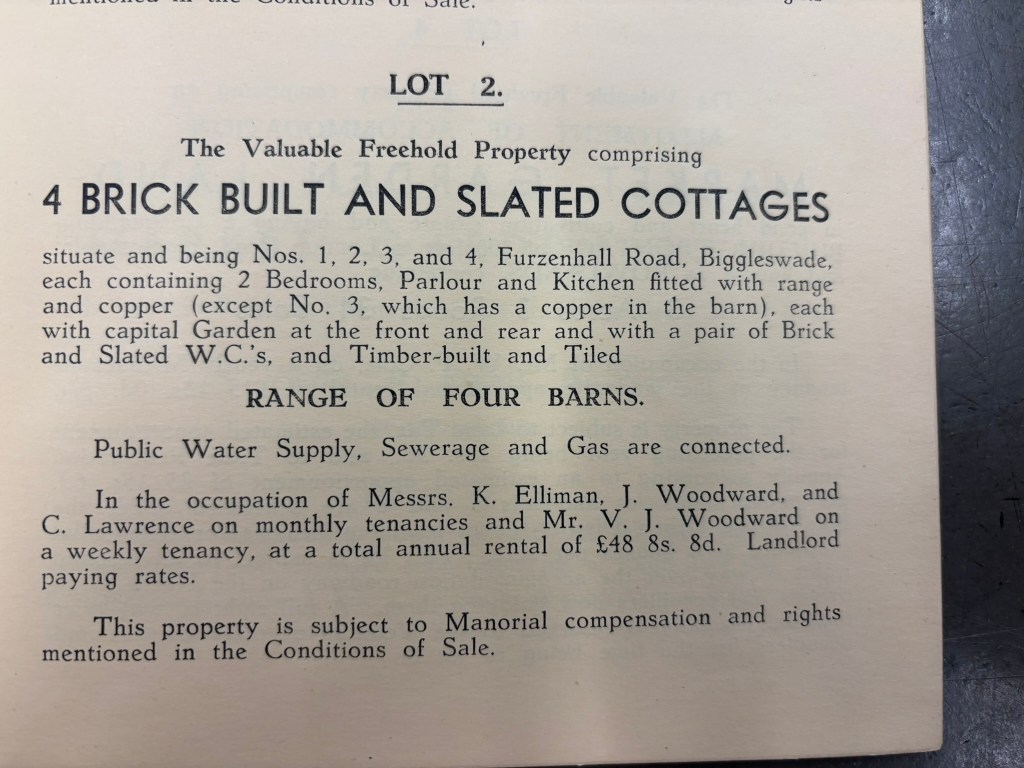 mentioned in the Conditions of Sale.
LOT 2.
The Valuable Freehold Property comprising
4 BRICK BUILT AND SLATED COTTAGES
situate and being Nos. 1, 2, 3, and 4, Furzenhall Road, Biggleswade,
each containing 2 Bedrooms, Parlour and Kitchen fitted with range
and copper (except No. 3, which has a copper in the barn), each
with capital Garden at the front and rear and with a pair of Brick
and Slated W.C.'s, and Timber-built and Tiled
RANGE OF FOUR BARNS.
Public Water Supply, Sewerage and Gas are connected.
In the occupation of Messrs. K. Elliman, J. Woodward, and
C. Lawrence on monthly tenancies and Mr. V. J. Woodward on
a weekly tenancy, at a total annual rental of £48 8s. 8d. Landlord
paying rates.
This property is subject to Manorial compensation and rights
mentioned in the Conditions of Sale.